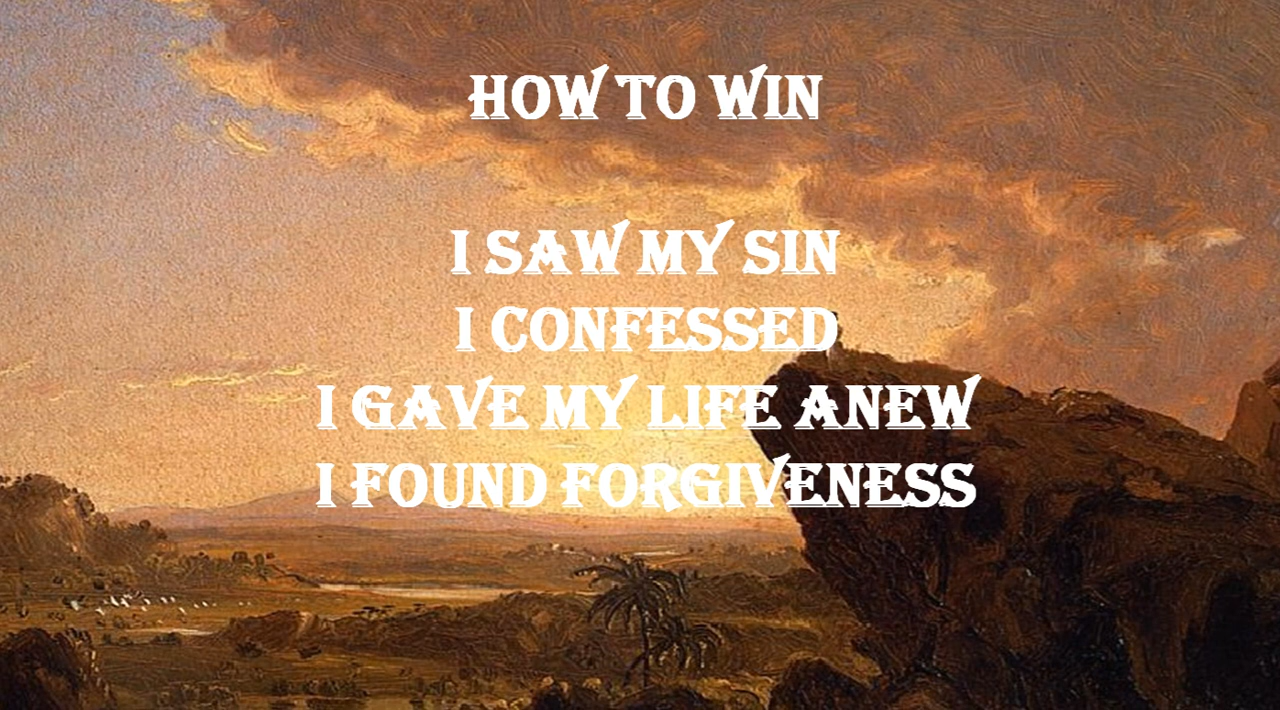 HOW TO WIN
I SAW MY SIN
I CONFESSED
I GAVE MY LIFE ANEW
I FOUND FORGIVENESS